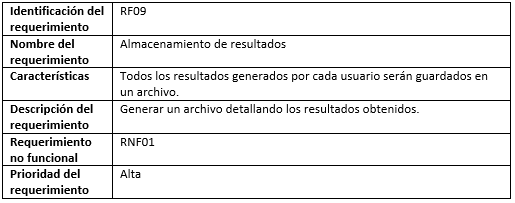 Identificación del requerimiento RF09
Nombre del requerimiento Almacenamiento de resultados
Características Todos los resultados generados por cada usuario serán guardados en un archivo.
Descripción del requerimiento Generar un archivo detallando los resultados obtenidos.
Requerimiento no funcional RNF01
Prioridad del requerimiento Alta